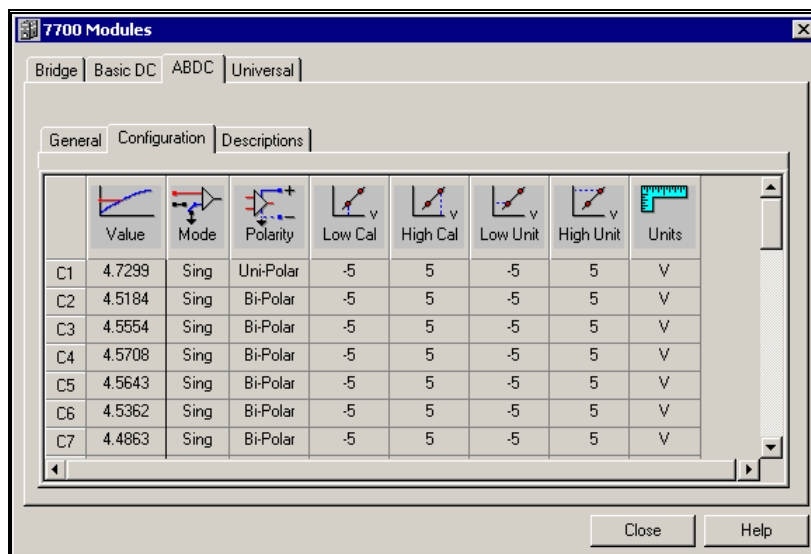 7700 Modules
Bridge Basic DC ABDC Universal
General Configuration Descriptions
Value Mode Polarity Low Cal High Cal Low Unit High Unit Units
C1 4.7299 Sing Uni-Polar -5 5 -5 5 V
C2 4.5184 Sing Bi-Polar -5 5 -5 5 V
C3 4.5554 Sing Bi-Polar -5 5 -5 5 V
C4 4.5708 Sing Bi-Polar -5 5 -5 5 V
C5 4.5643 Sing Bi-Polar -5 5 -5 5 V
C6 4.5362 Sing Bi-Polar -5 5 -5 5 V
C7 4.4863 Sing Bi-Polar -5 5 -5 5 V
Close Help